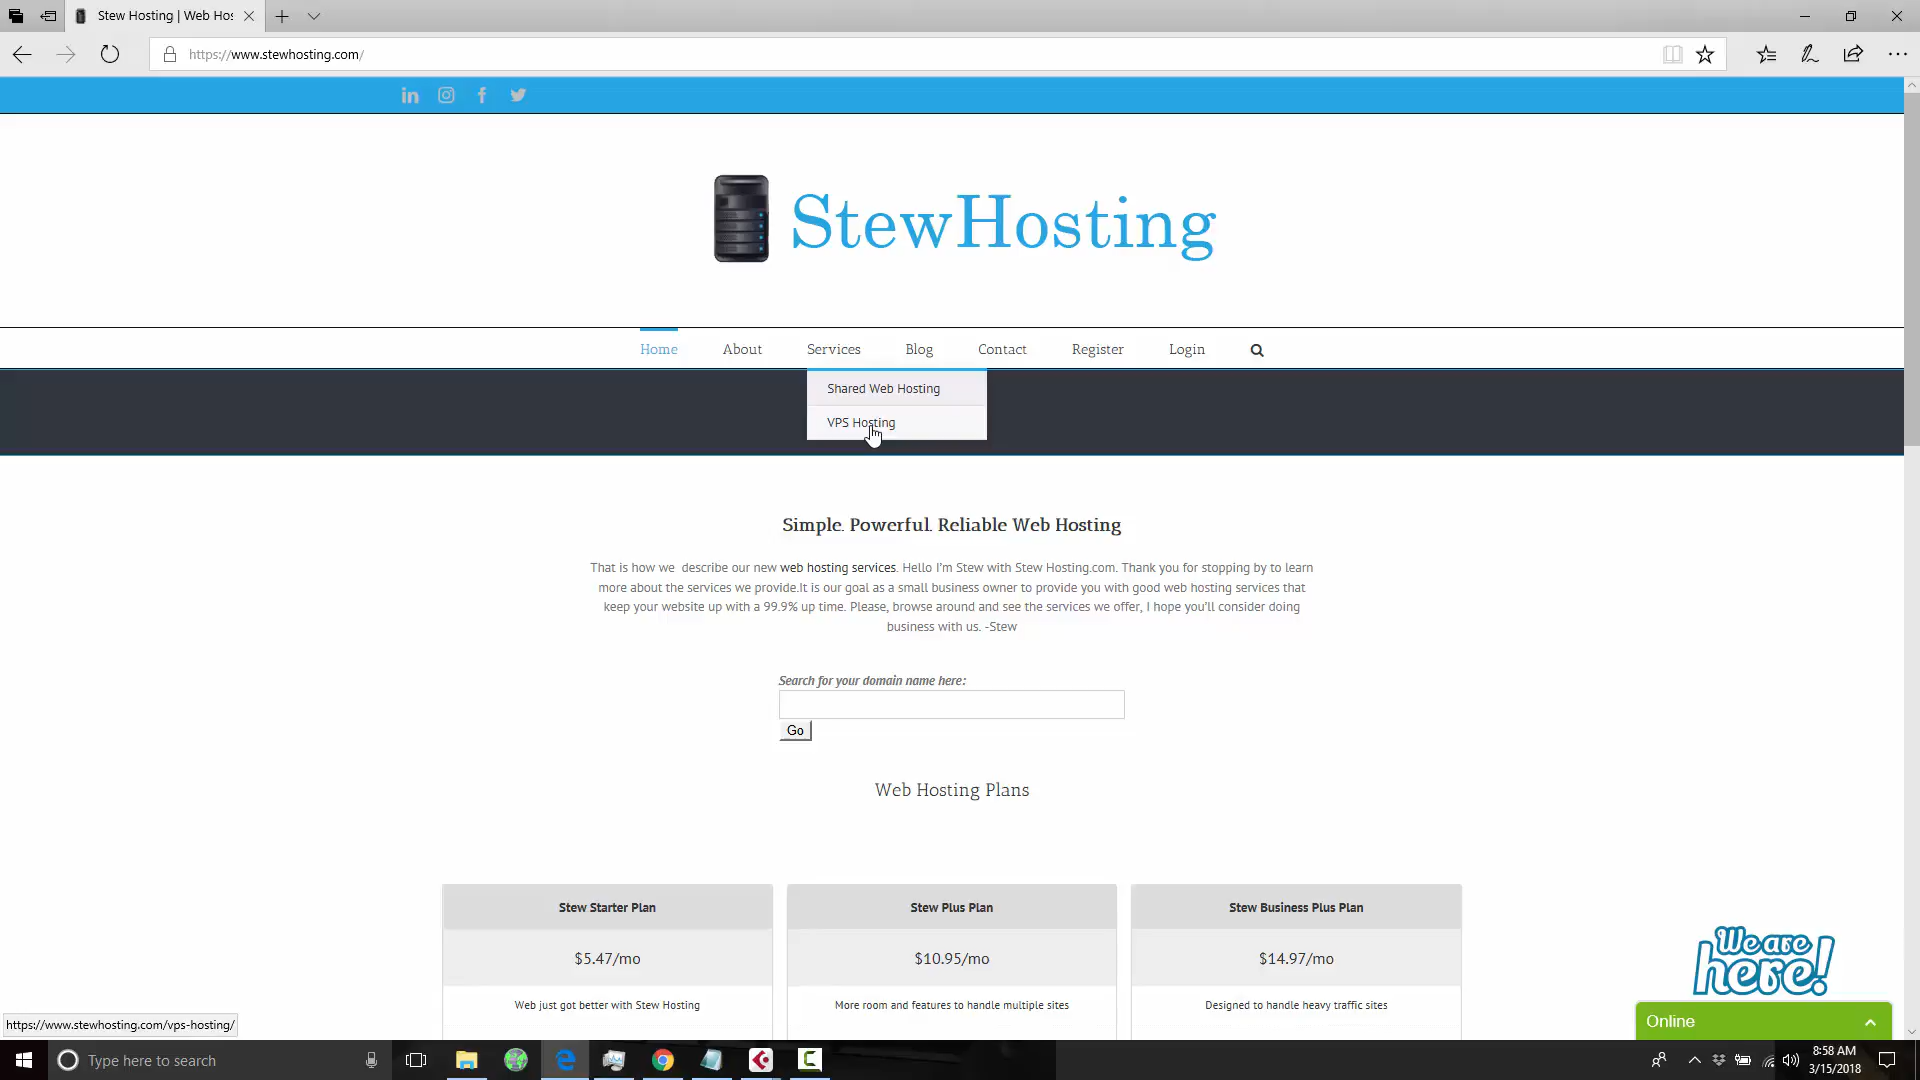 Stew Hosting | Web Hos
https://www.stewhosting.com/
StewHosting
Home About Services Blog Contact Register Login
Shared Web Hosting
VPS Hosting
Simple. Powerful. Reliable Web Hosting
That is how we describe our new web hosting services. Hello I'm Stew with Stew Hosting.com. Thank you for stopping by to learn
more about the services we provide.It is our goal as a small business owner to provide you with good web hosting services that
keep your website up with a 99.9% up time. Please, browse around and see the services we offer, I hope you'll consider doing
business with us. -Stew
Search for your domain name here:
Go
Web Hosting Plans
Stew Starter Plan Stew Plus Plan Stew Business Plus Plan
$5.47/mo $10.95/mo $14.97/mo
Web just got better with Stew Hosting More room and features to handle multiple sites Designed to handle heavy traffic sites
We are
here!
Online
https://www.stewhosting.com/vps-hosting/
Type here to search
8:58 AM
3/15/2018